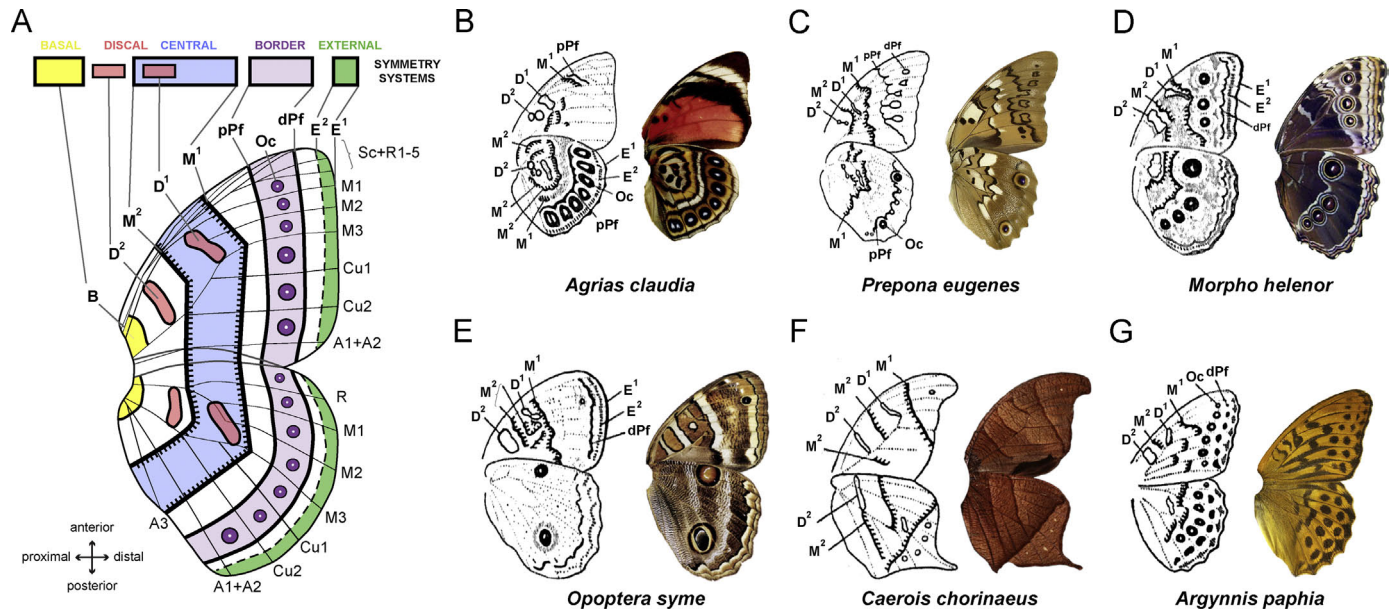 A
BASAL DISCAL CENTRAL BORDER EXTERNAL
SYMMETRY
SYSTEMS
pPf Oc dPf E2 E1
Sc+R1-5
M1
D1
M2
D2
B
M1
M2
M3
Cu1
Cu2
A1+A2
R
M1
M2
M3
Cu1
Cu2
A1+A2
A3
anterior
proximal distal
posterior
B
pPf
M1
D1
D2
M2
D2
M2
M1
E1
E2
Oc
pPf
Agrias claudia
C
dPf
pPf
M1
D1
M2
D2
M1
pPf
Oc
Prepona eugenes
D
M1
D1
D2
E1
E2
dPf
Morpho helenor
E
M1
D1
M2
D2
E1
E2
dPf
Opoptera syme
F
M1
D1
M2
M2
D2
M2
Caerois chorinaeus
G
dPf
Oc
M1
D1
M2
D2
Argynnis paphia